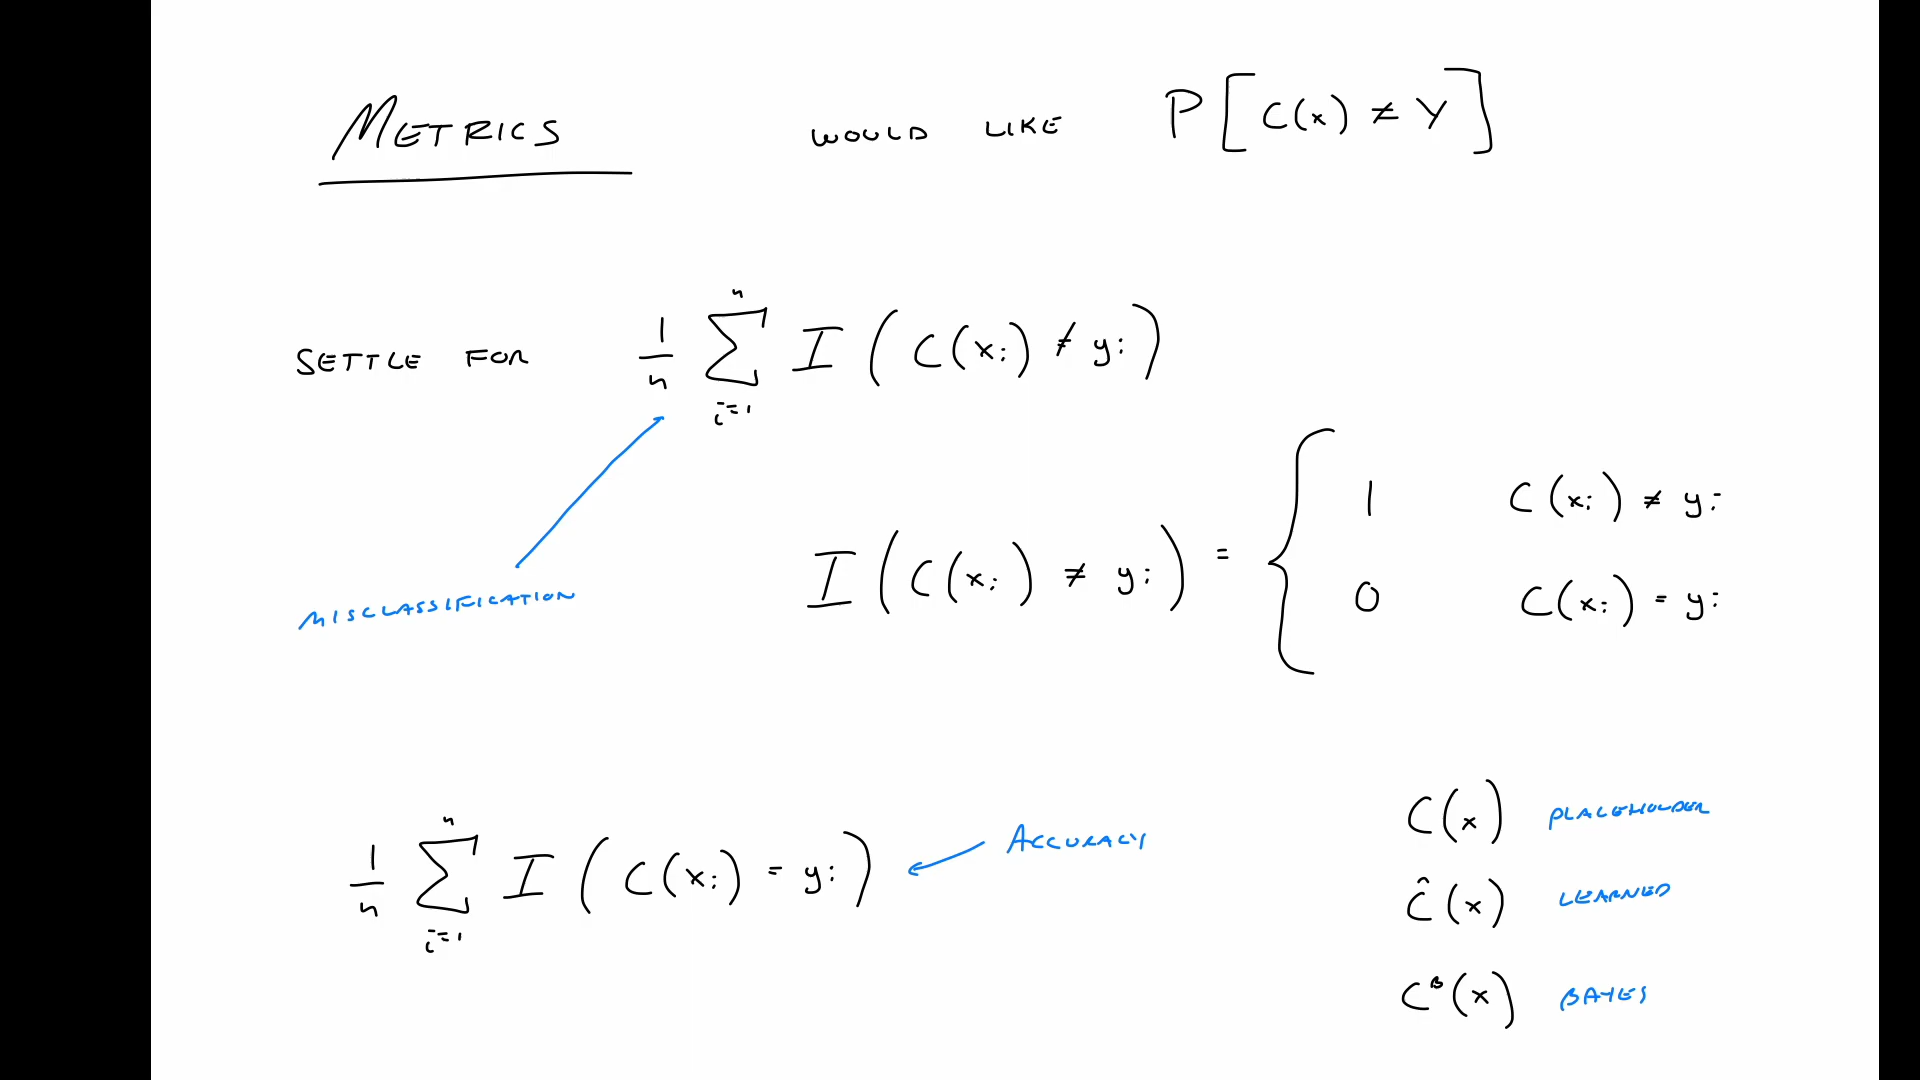 METRICS WOULD LIKE P[C(x) ≠ Y]
SETTLE FOR 1/n ∑_{i=1}^{n} I(C(x_i) ≠ y_i)
MISCLASSIFICATION
I(C(x_i) ≠ y_i) = { 1 C(x_i) ≠ y_i
0 C(x_i) = y_i
1/n ∑_{i=1}^{n} I(C(x_i) = y_i) ← ACCURACY
C(x) PLACEHOLDER
Ĉ(x) LEARNED
C^B(x) BAYES